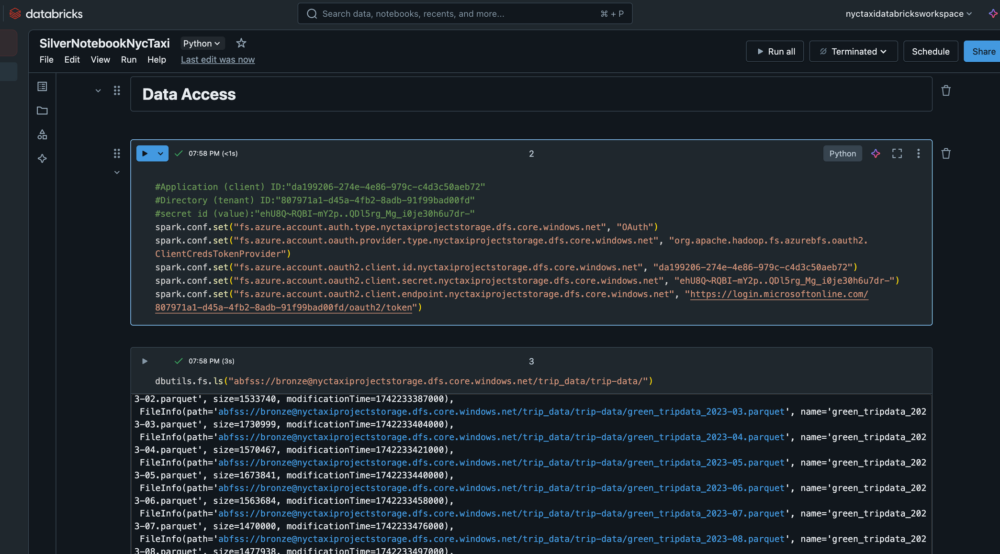 databricks
Search data, notebooks, recents, and more...
⌘ + P
nyctaxidatabricksworkspace
SilverNotebookNycTaxi
Python
File Edit View Run Help Last edit was now
Run all
Terminated
Schedule
Share
Data Access
07:58 PM (<1s)
2
Python
#Application (client) ID:"da199206-274e-4e86-979c-c4d3c50aeb72"
#Directory (tenant) ID:"807971a1-d45a-4fb2-8adb-91f99bad00fd"
#secret id (value):"ehU8Q~RQBI-mY2p..QDl5rg_Mg_i0je30h6u7dr-"
spark.conf.set("fs.azure.account.auth.type.nyctaxiprojectstorage.dfs.core.windows.net", "OAuth")
spark.conf.set("fs.azure.account.oauth.provider.type.nyctaxiprojectstorage.dfs.core.windows.net", "org.apache.hadoop.fs.azurebfs.oauth2.
ClientCredsTokenProvider")
spark.conf.set("fs.azure.account.oauth2.client.id.nyctaxiprojectstorage.dfs.core.windows.net", "da199206-274e-4e86-979c-c4d3c50aeb72")
spark.conf.set("fs.azure.account.oauth2.client.secret.nyctaxiprojectstorage.dfs.core.windows.net", "ehU8Q~RQBI-mY2p..QDl5rg_Mg_i0je30h6u7dr-")
spark.conf.set("fs.azure.account.oauth2.client.endpoint.nyctaxiprojectstorage.dfs.core.windows.net", "https://login.microsoftonline.com/
807971a1-d45a-4fb2-8adb-91f99bad00fd/oauth2/token")
07:58 PM (3s)
3
dbutils.fs.ls("abfss://bronze@nyctaxiprojectstorage.dfs.core.windows.net/trip_data/trip-data/")
3-02.parquet', size=1533740, modificationTime=1742233387000),
FileInfo(path='abfss://bronze@nyctaxiprojectstorage.dfs.core.windows.net/trip_data/trip-data/green_tripdata_2023-03.parquet', name='green_tripdata_202
3-03.parquet', size=1730999, modificationTime=1742233404000),
FileInfo(path='abfss://bronze@nyctaxiprojectstorage.dfs.core.windows.net/trip_data/trip-data/green_tripdata_2023-04.parquet', name='green_tripdata_202
3-04.parquet', size=1570467, modificationTime=1742233421000),
FileInfo(path='abfss://bronze@nyctaxiprojectstorage.dfs.core.windows.net/trip_data/trip-data/green_tripdata_2023-05.parquet', name='green_tripdata_202
3-05.parquet', size=1673841, modificationTime=1742233440000),
FileInfo(path='abfss://bronze@nyctaxiprojectstorage.dfs.core.windows.net/trip_data/trip-data/green_tripdata_2023-06.parquet', name='green_tripdata_202
3-06.parquet', size=1563684, modificationTime=1742233458000),
FileInfo(path='abfss://bronze@nyctaxiprojectstorage.dfs.core.windows.net/trip_data/trip-data/green_tripdata_2023-07.parquet', name='green_tripdata_202
3-07.parquet', size=1470000, modificationTime=1742233476000),
FileInfo(path='abfss://bronze@nyctaxiprojectstorage.dfs.core.windows.net/trip_data/trip-data/green_tripdata_2023-08.parquet', name='green_tripdata_202
3-08.parquet', size=1477938, modificationTime=1742233497000),